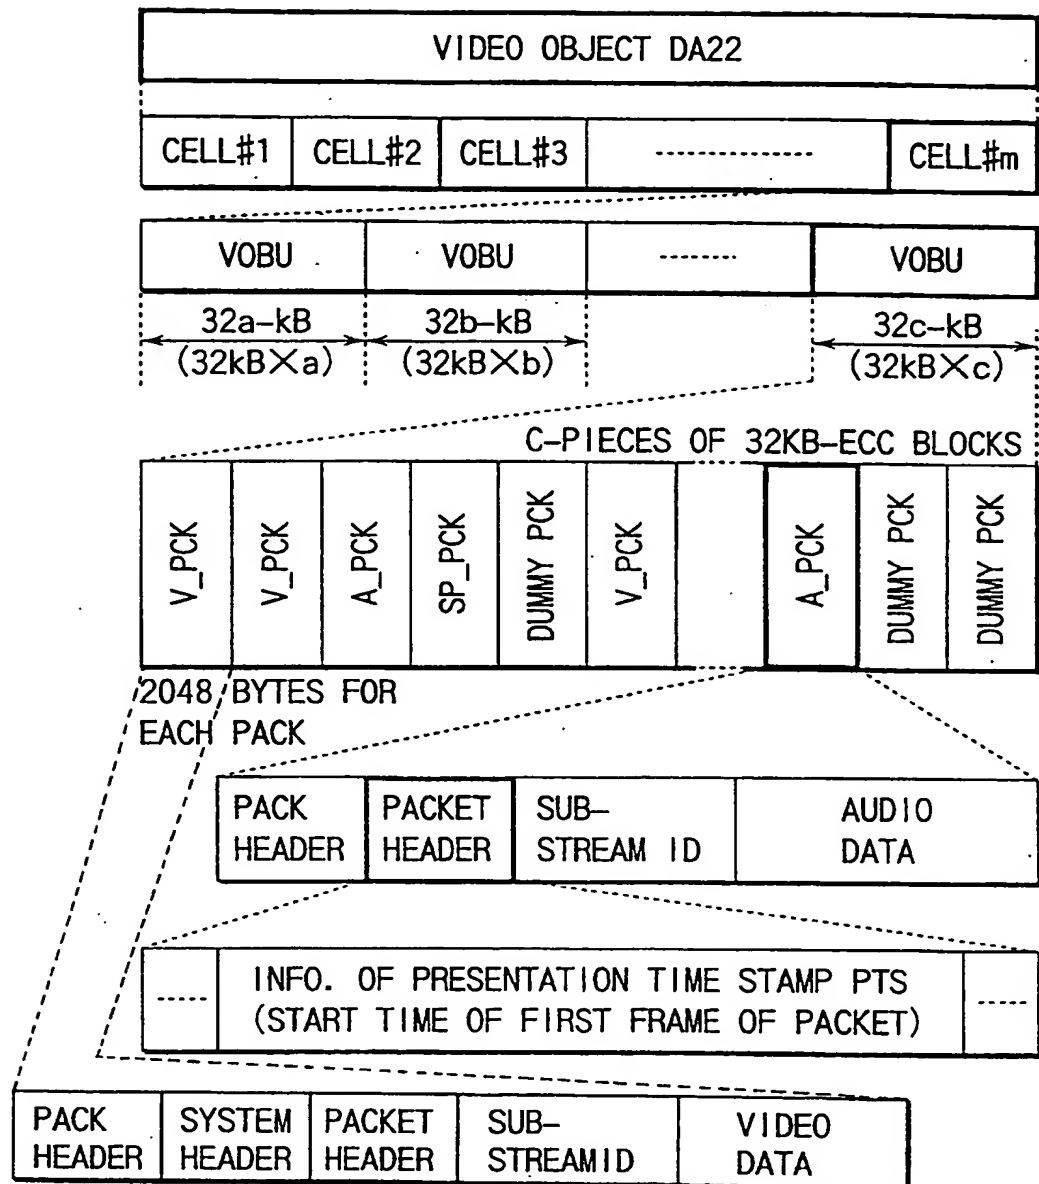 VIDEO OBJECT DA22
CELL#1 CELL#2 CELL#3 CELL#m
VOBU VOBU VOBU
32a-kB 32b-kB 32c-kB
(32kB×a) (32kB×b) (32kB×c)
C-PIECES OF 32KB-ECC BLOCKS
V_PCK V_PCK A_PCK SP_PCK DUMMY PCK V_PCK A_PCK DUMMY PCK DUMMY PCK
2048 BYTES FOR
EACH PACK
PACK PACKET SUB- AUDIO
HEADER HEADER STREAM ID DATA
INFO. OF PRESENTATION TIME STAMP PTS
(START TIME OF FIRST FRAME OF PACKET)
PACK SYSTEM PACKET SUB- VIDEO
HEADER HEADER HEADER STREAMID DATA